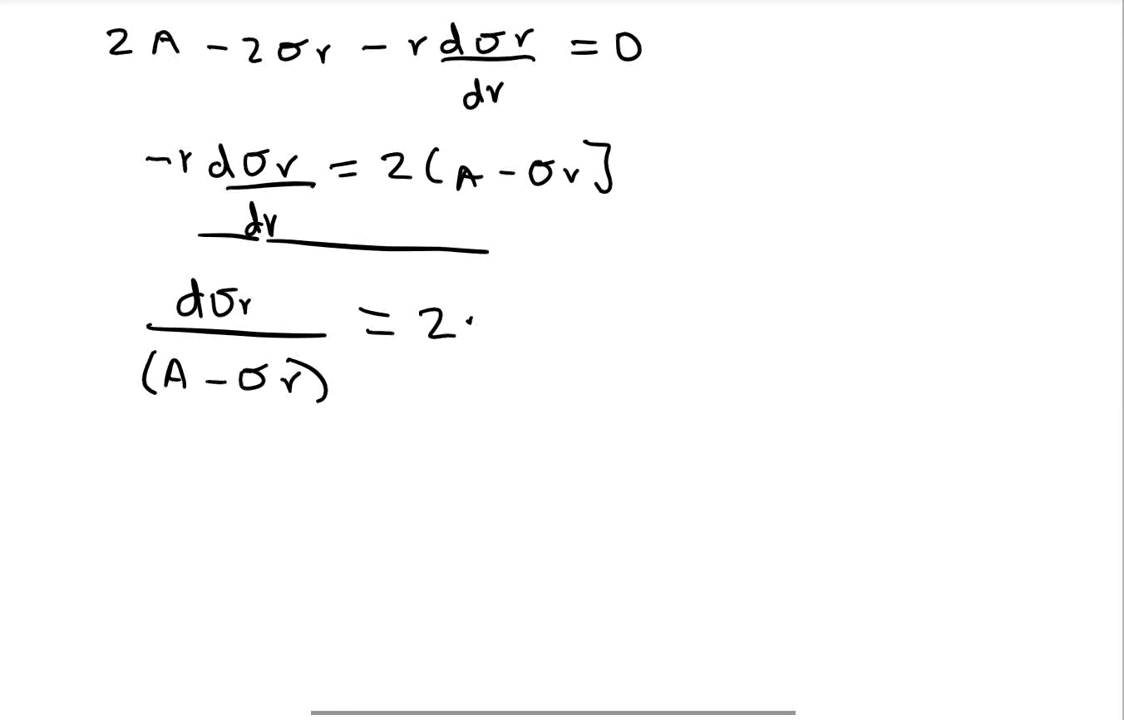 2A - 2σr - r dσr/dr = 0
-r dσr/dr = 2(A - σr]
dσr/(A - σr) = 2.